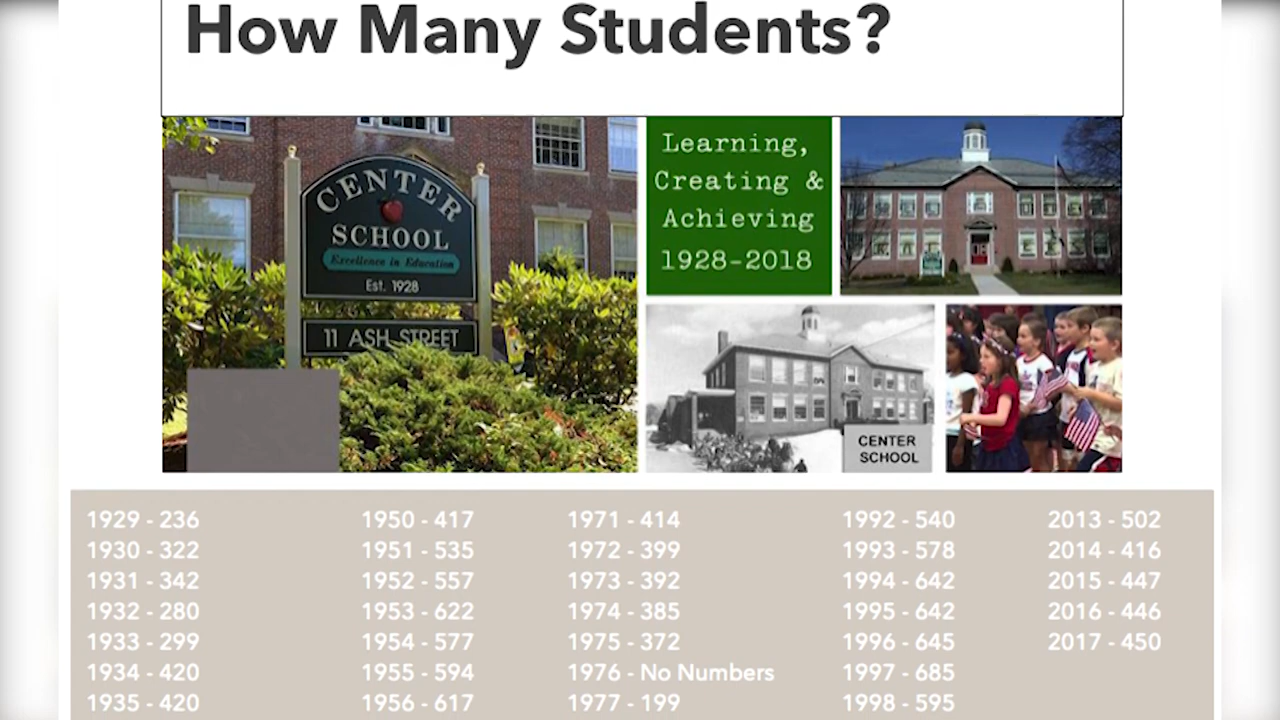 How Many Students?
CENTER
SCHOOL
Excellence in Education
Est. 1928
11 ASH STREET
Learning,
Creating &
Achieving
1928-2018
CENTER
SCHOOL
1929 - 236
1930 - 322
1931 - 342
1932 - 280
1933 - 299
1934 - 420
1935 - 420
1950 - 417
1951 - 535
1952 - 557
1953 - 622
1954 - 577
1955 - 594
1956 - 617
1971 - 414
1972 - 399
1973 - 392
1974 - 385
1975 - 372
1976 - No Numbers
1977 - 199
1992 - 540
1993 - 578
1994 - 642
1995 - 642
1996 - 645
1997 - 685
1998 - 595
2013 - 502
2014 - 416
2015 - 447
2016 - 446
2017 - 450